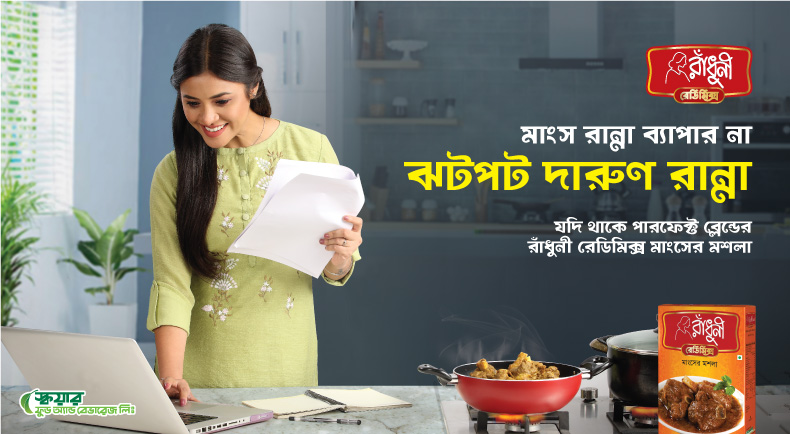 রাঁধুনী
রেডিমিক্স
মাংস রান্না ব্যাপার না
ঝটপট দারুণ রান্না
যদি থাকে পারফেক্ট ব্লেন্ডের
রাঁধুনী রেডিমিক্স মাংসের মশলা
রাঁধুনী
রেডিমিক্স
মাংসের মশলা
স্কয়ার
ফুড অ্যান্ড বেভারেজ লিঃ